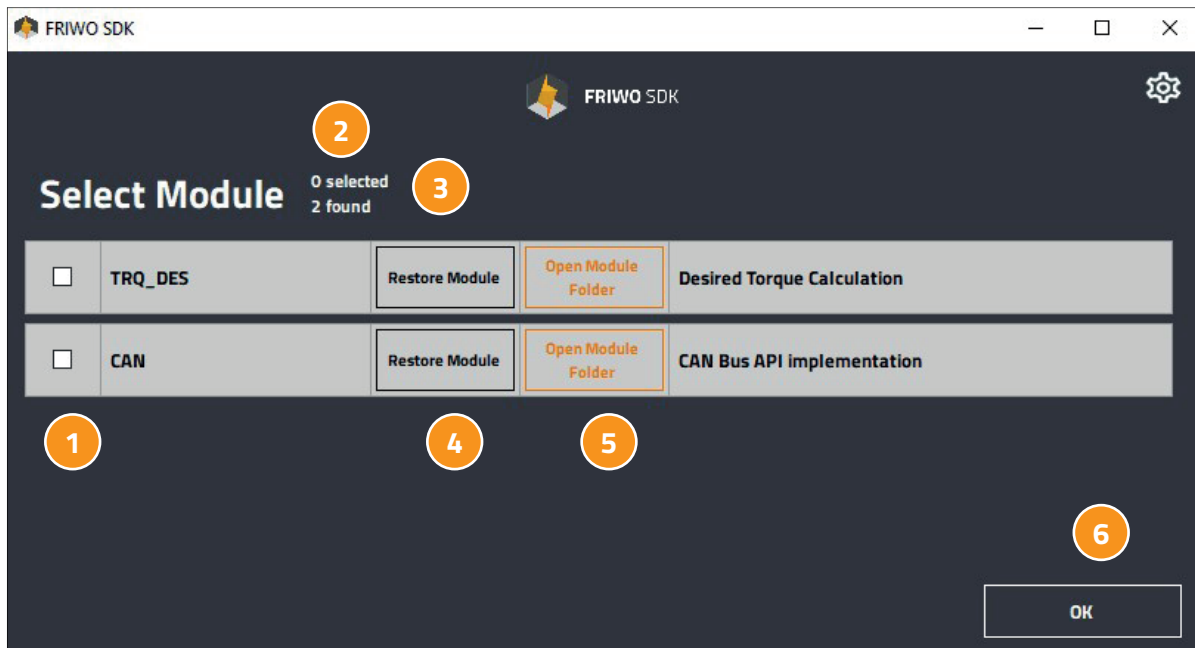 FRIWO SDK
FRIWO SDK
2
Select Module
0 selected
2 found
3
TRQ_DES
Restore Module
Open Module
Folder
Desired Torque Calculation
CAN
Restore Module
Open Module
Folder
CAN Bus API implementation
1
4
5
6
OK